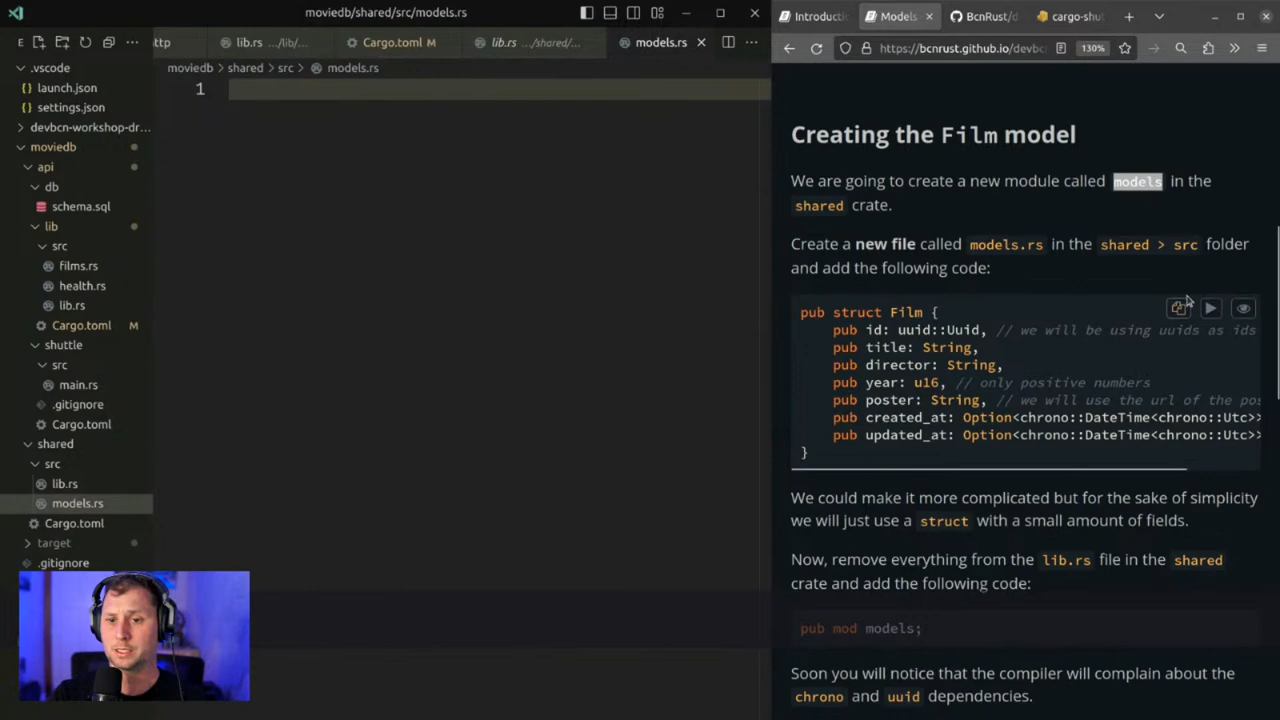 moviedb/shared/src/models.rs
E
.vscode
launch.json
settings.json
devbcn-workshop-dr...
moviedb
api
db
schema.sql
lib
src
films.rs
health.rs
lib.rs
Cargo.toml M
shuttle
src
main.rs
.gitignore
Cargo.toml
shared
src
lib.rs
models.rs
Cargo.toml
target
.gitignore
ttp
lib.rs .../lib/...
Cargo.toml M
lib.rs .../shared/...
models.rs
moviedb > shared > src > models.rs
1
Introduction
Models
BcnRust/d
cargo-shut
https://bcnrust.github.io/devbc
130%
Creating the Film model
We are going to create a new module called models in the
shared crate.
Create a new file called models.rs in the shared > src folder
and add the following code:
pub struct Film {
pub id: uuid::Uuid, // we will be using uuids as ids
pub title: String,
pub director: String,
pub year: u16, // only positive numbers
pub poster: String, // we will use the url of the pos
pub created_at: Option<chrono::DateTime<chrono::Utc>>
pub updated_at: Option<chrono::DateTime<chrono::Utc>>
}
We could make it more complicated but for the sake of simplicity
we will just use a struct with a small amount of fields.
Now, remove everything from the lib.rs file in the shared
crate and add the following code:
pub mod models;
Soon you will notice that the compiler will complain about the
chrono and uuid dependencies.